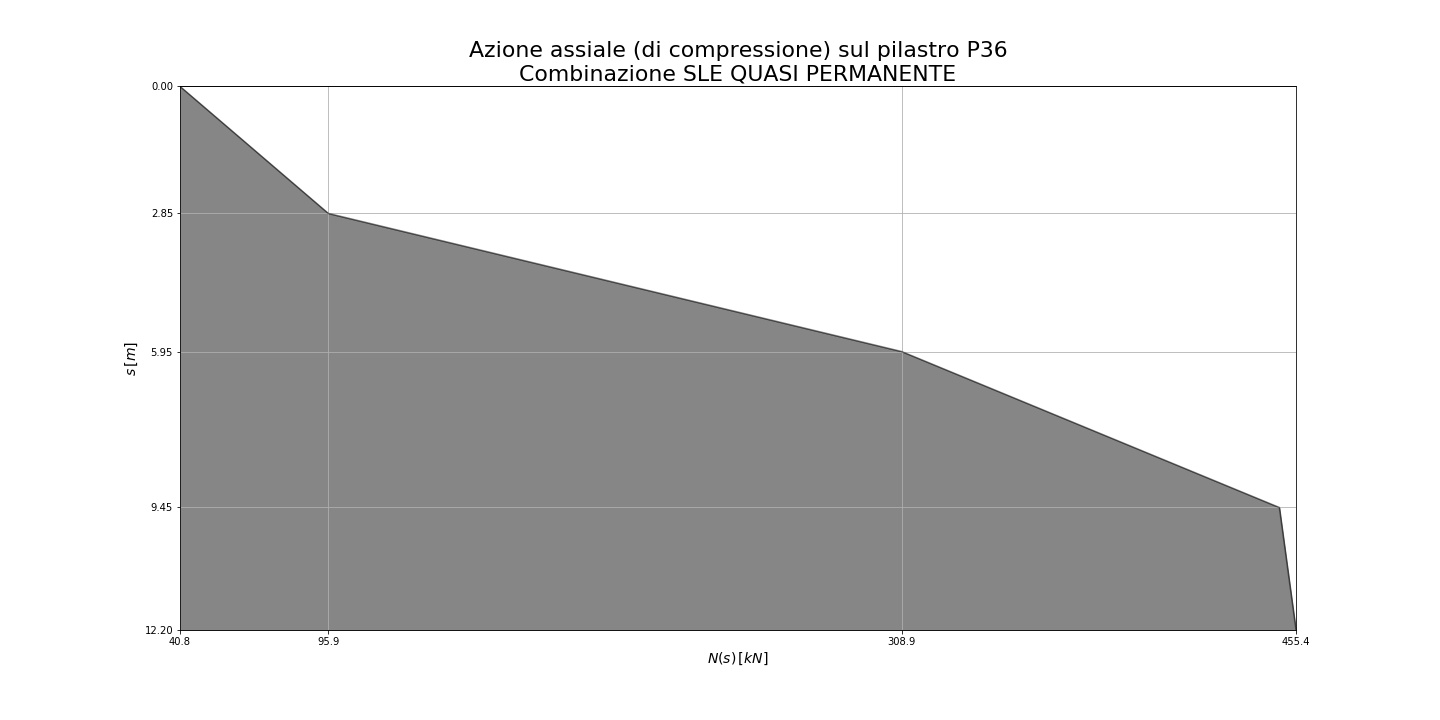 Azione assiale (di compressione) sul pilastro P36
Combinazione SLE QUASI PERMANENTE
0.00
2.85
5.95
9.45
12.20
s [m]
40.8
95.9
308.9
455.4
N(s) [kN]